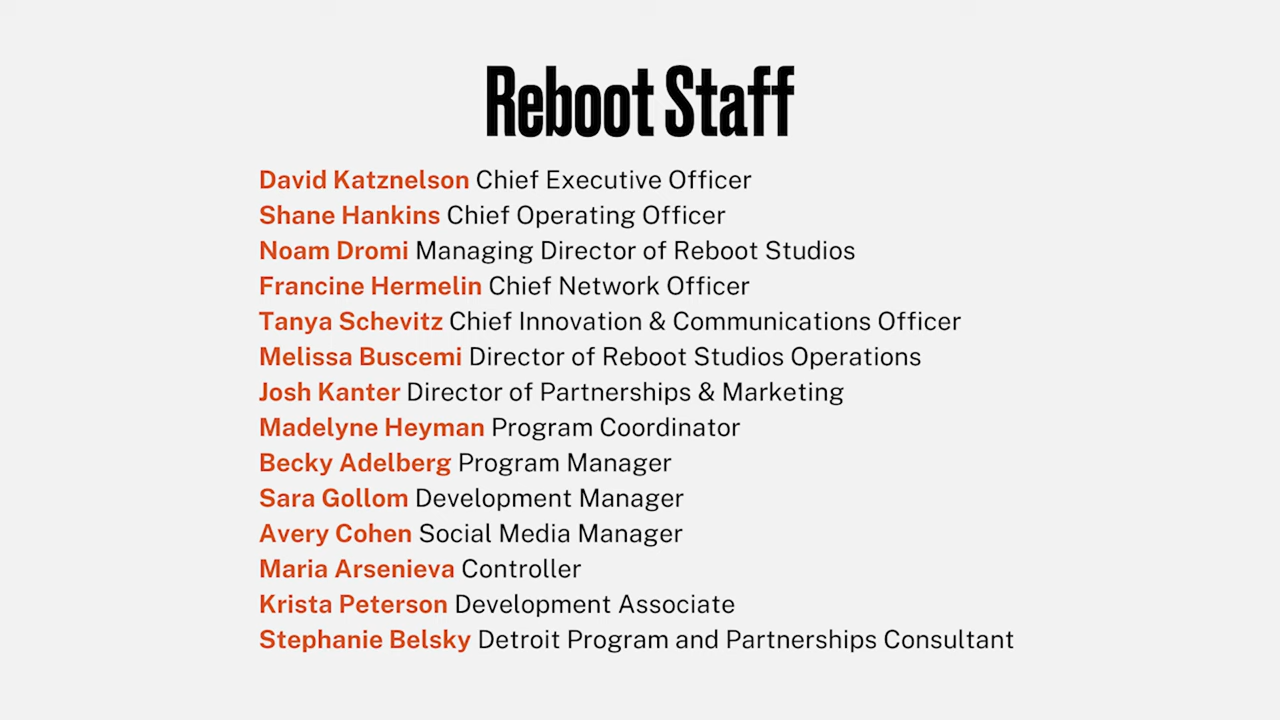 Reboot Staff
David Katznelson Chief Executive Officer
Shane Hankins Chief Operating Officer
Noam Dromi Managing Director of Reboot Studios
Francine Hermelin Chief Network Officer
Tanya Schevitz Chief Innovation & Communications Officer
Melissa Buscemi Director of Reboot Studios Operations
Josh Kanter Director of Partnerships & Marketing
Madelyne Heyman Program Coordinator
Becky Adelberg Program Manager
Sara Gollom Development Manager
Avery Cohen Social Media Manager
Maria Arsenieva Controller
Krista Peterson Development Associate
Stephanie Belsky Detroit Program and Partnerships Consultant